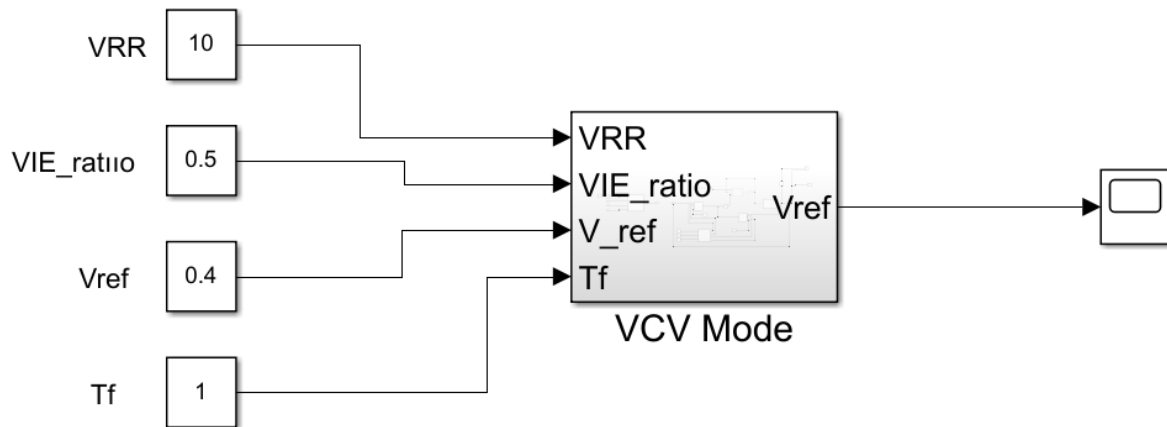 VRR
10
VRR
VIE_ratııo
0.5
VIE_ratio
Vref
Vref
0.4
V_ref
Tf
1
Tf
VCV Mode